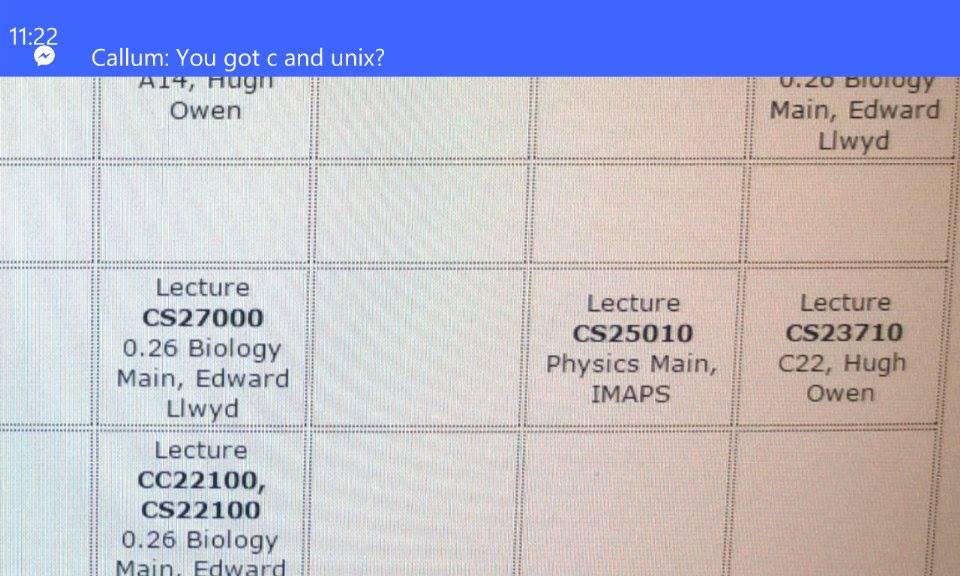 11:22
Callum: You got c and unix?
A14, Hugh
Owen
0.26 Biology
Main, Edward
Llwyd
Lecture
CS27000
0.26 Biology
Main, Edward
Llwyd
Lecture
CS25010
Physics Main,
IMAPS
Lecture
CS23710
C22, Hugh
Owen
Lecture
CC22100,
CS22100
0.26 Biology
Main, Edward